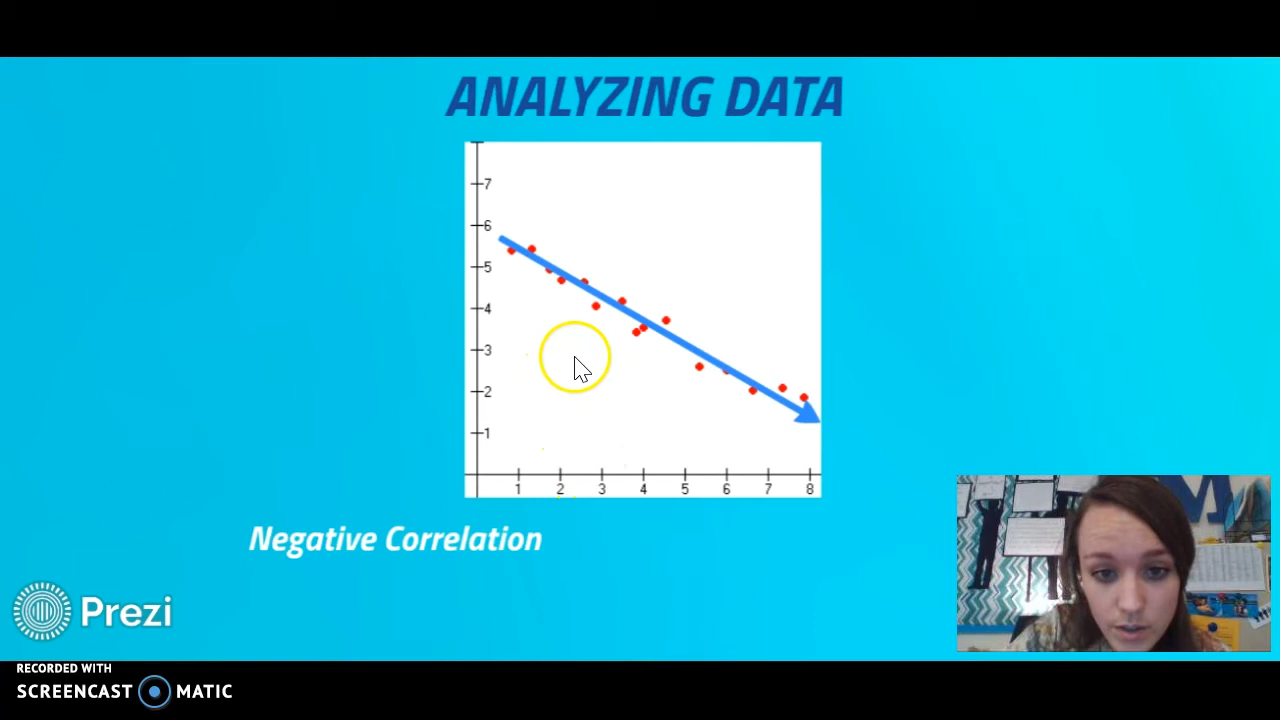 ANALYZING DATA
7
6
5
4
3
2
1
1 2 3 4 5 6 7 8
Negative Correlation
Prezi
RECORDED WITH
SCREENCAST MATIC